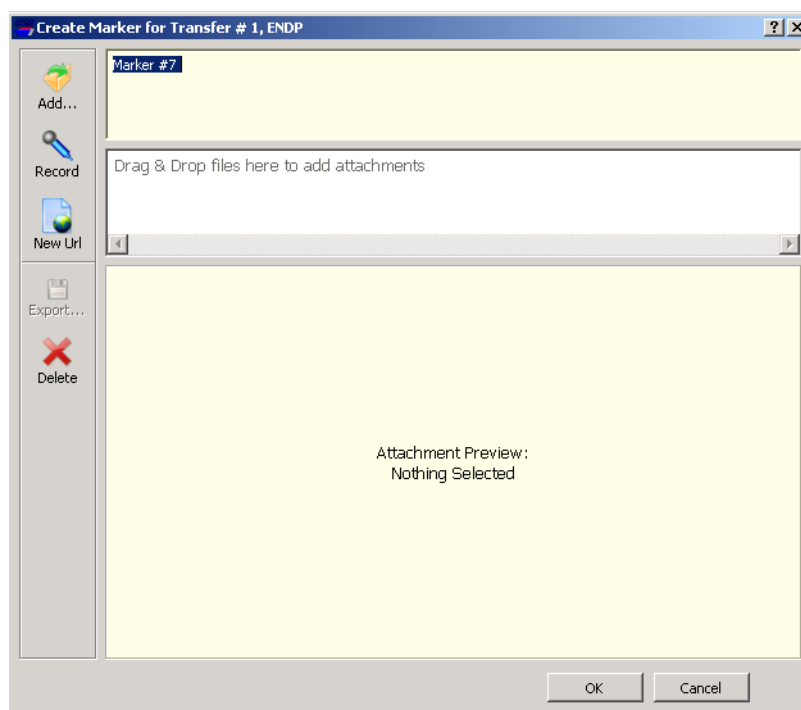 Create Marker for Transfer # 1, ENDP
Add...
Record
New Url
Export...
Delete
Marker #7
Drag & Drop files here to add attachments
Attachment Preview:
Nothing Selected
OK
Cancel